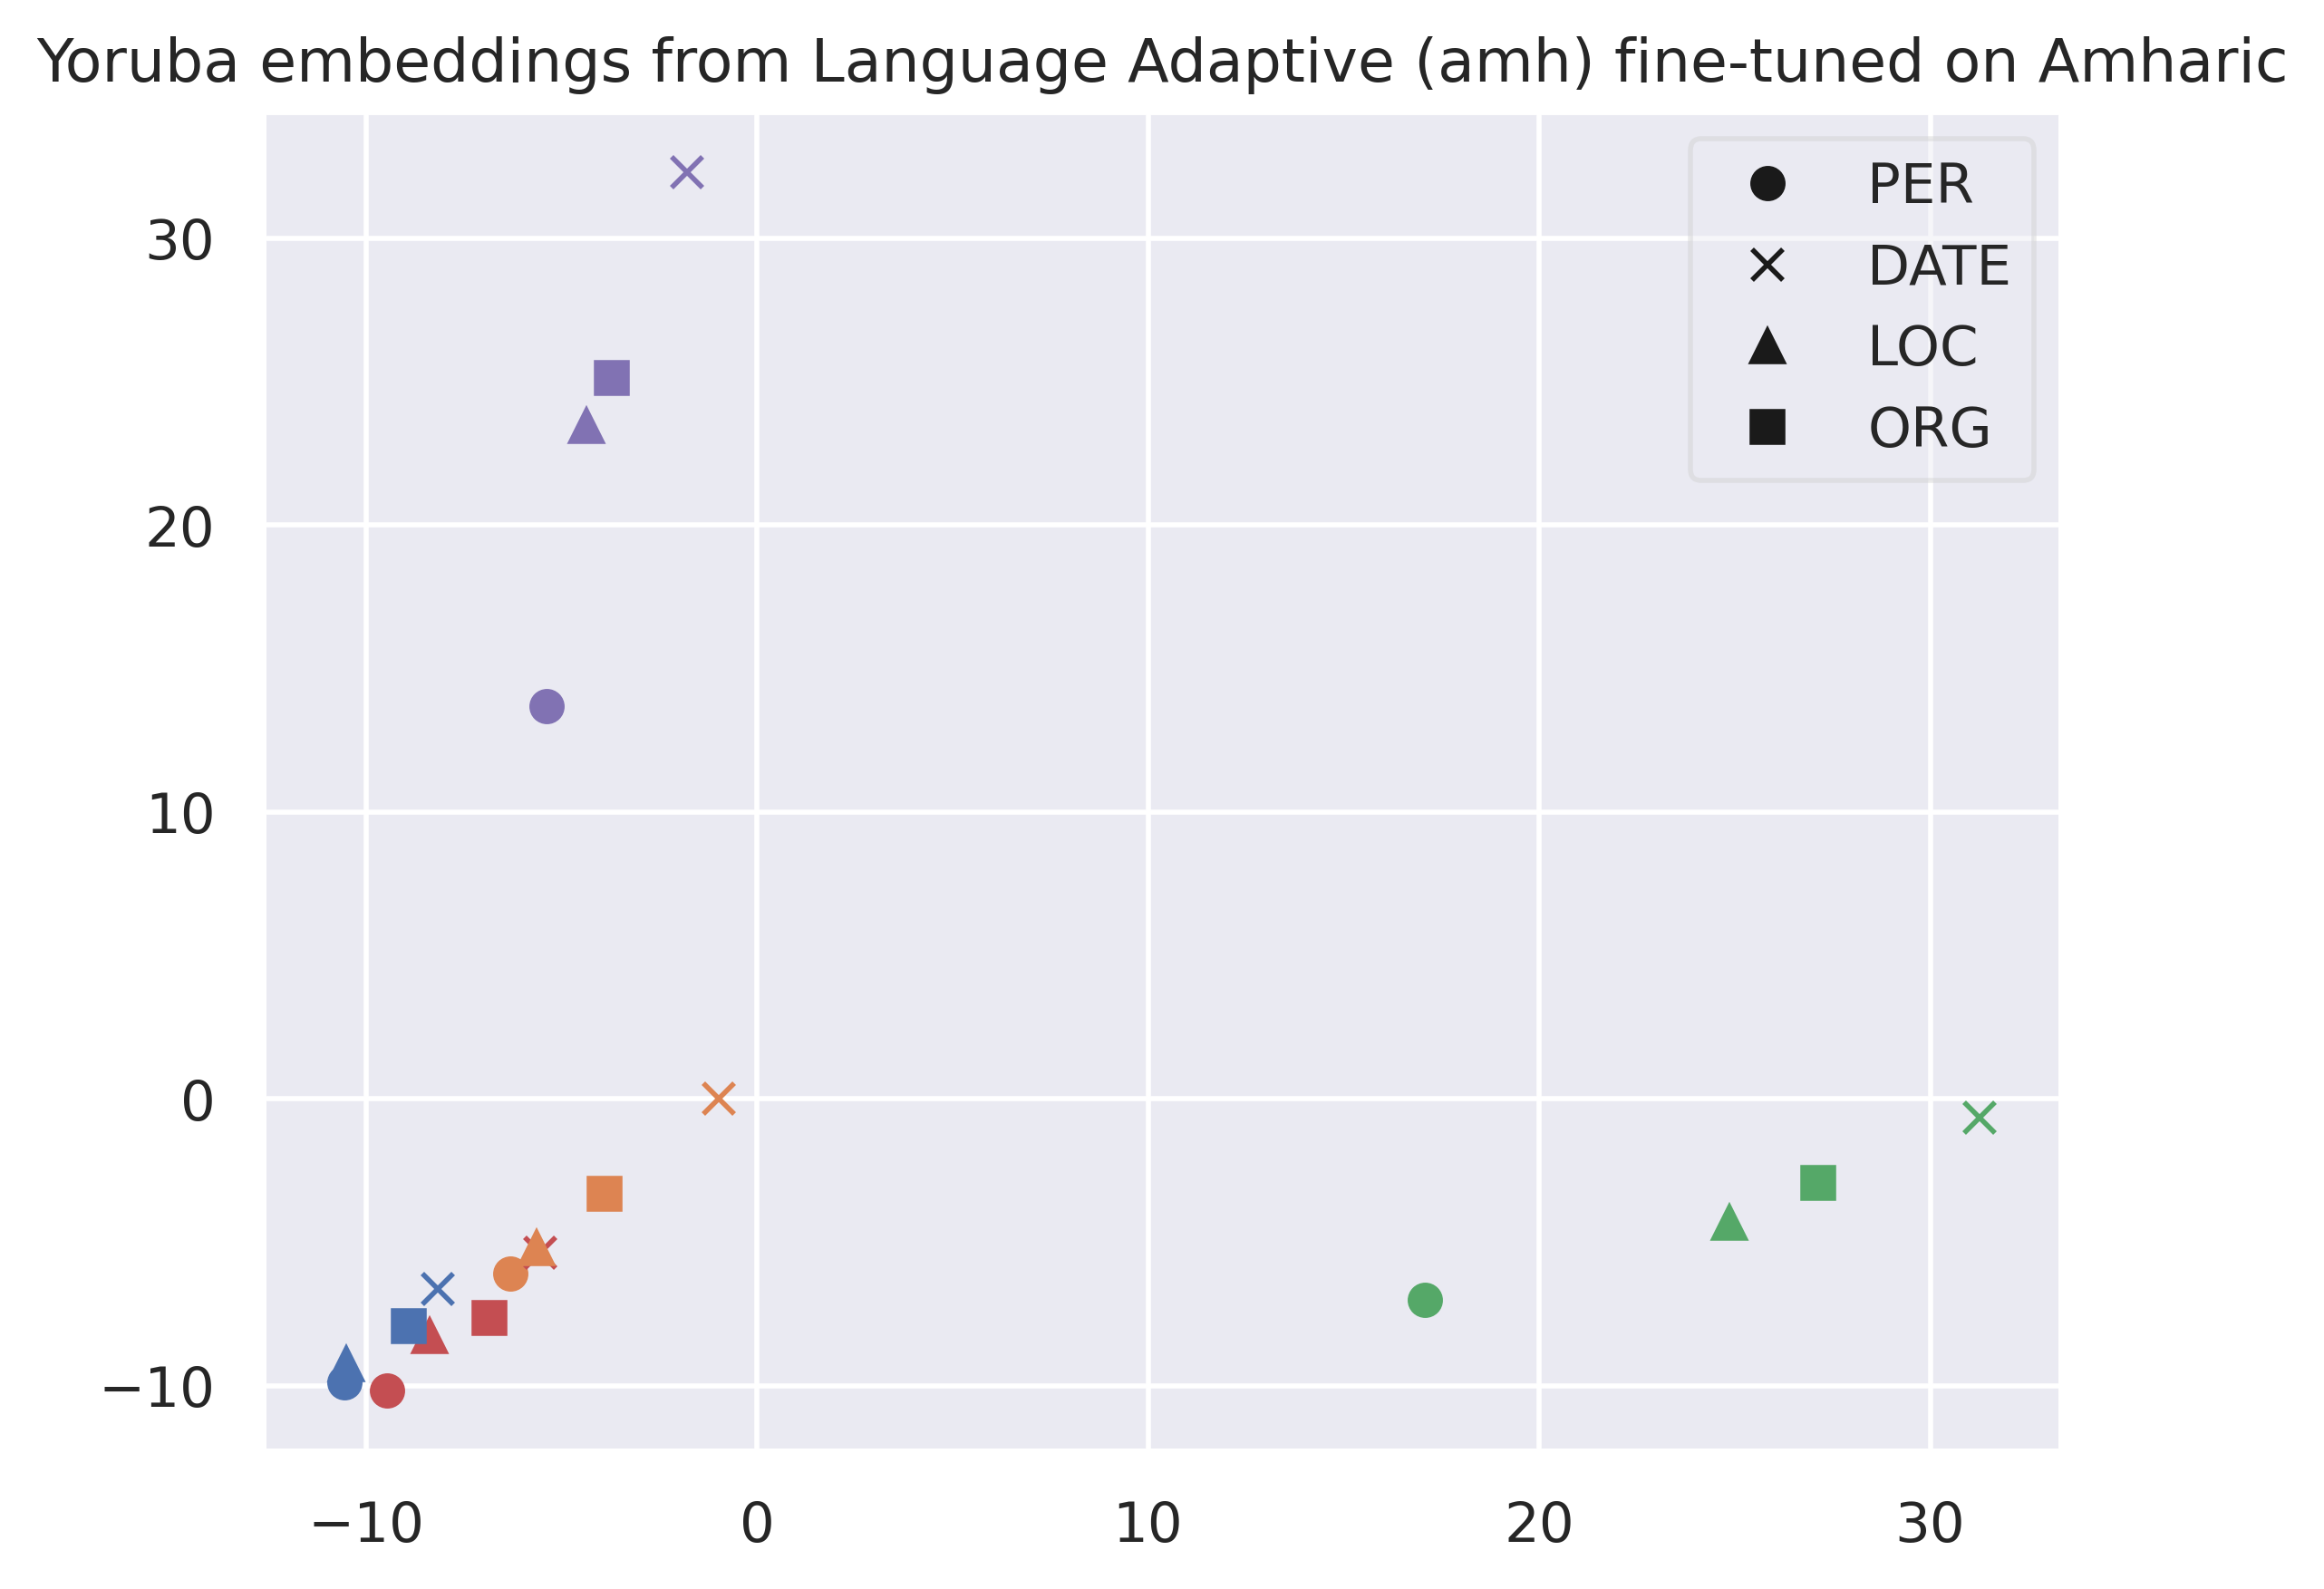 Yoruba embeddings from Language Adaptive (amh) fine-tuned on Amharic
PER
DATE
LOC
ORG
30
20
10
0
−10
−10 0 10 20 30